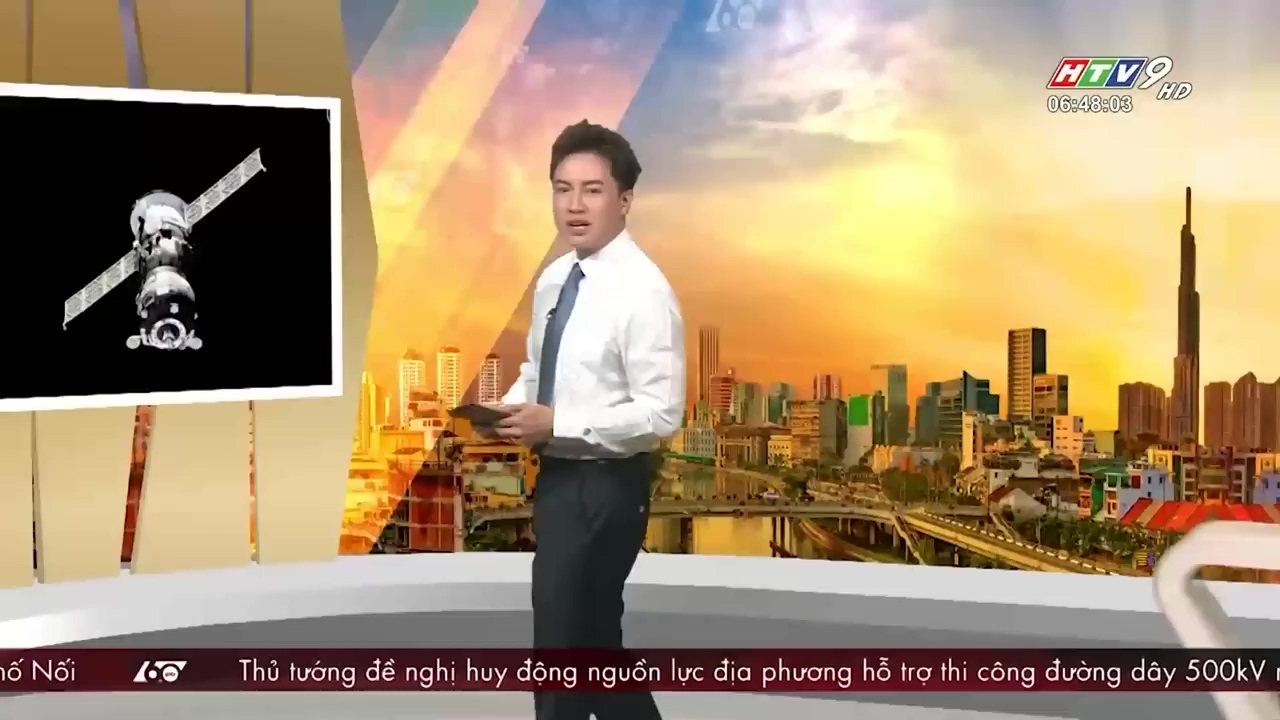 HTV9 HD
06:48:03
hố Nối 60 Thủ tướng đề nghị huy động nguồn lực địa phương hỗ trợ thi công đường dây 500kV